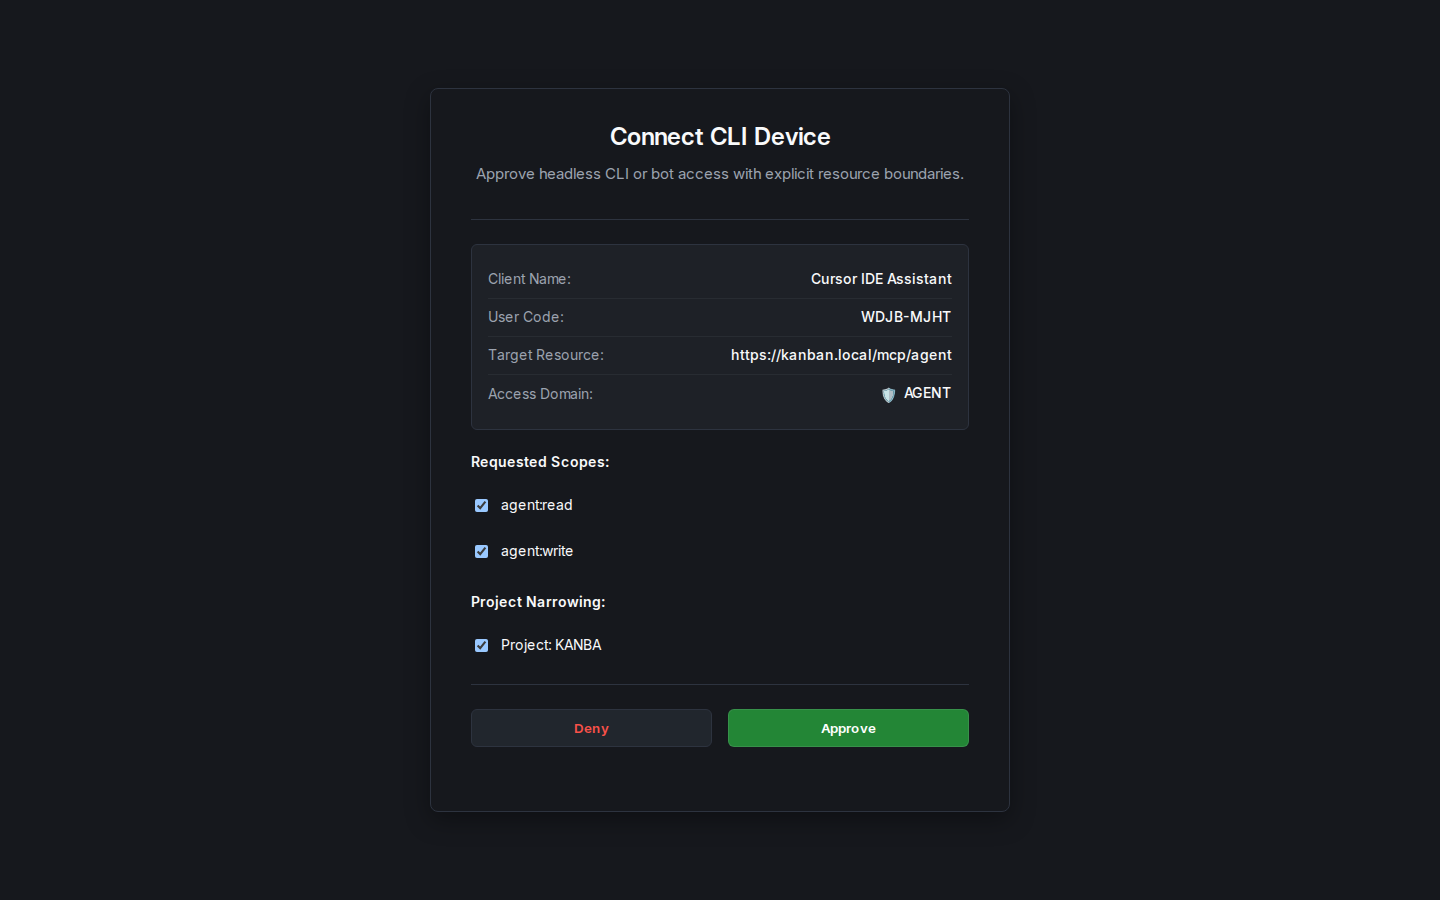 Connect CLI Device
Approve headless CLI or bot access with explicit resource boundaries.
Client Name: Cursor IDE Assistant
User Code: WDJB-MJHT
Target Resource: https://kanban.local/mcp/agent
Access Domain: AGENT
Requested Scopes:
agent:read
agent:write
Project Narrowing:
Project: KANBA
Deny Approve